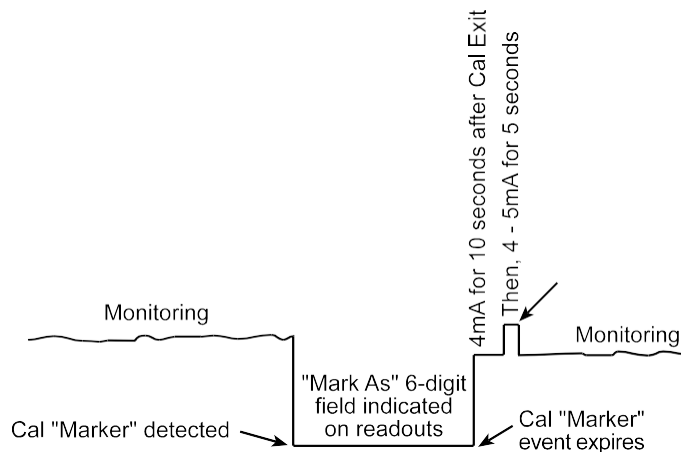 4mA for 10 seconds after Cal Exit
Then, 4 - 5mA for 5 seconds
Monitoring
Monitoring
"Mark As" 6-digit
field indicated
on readouts
Cal "Marker" detected
Cal "Marker"
event expires